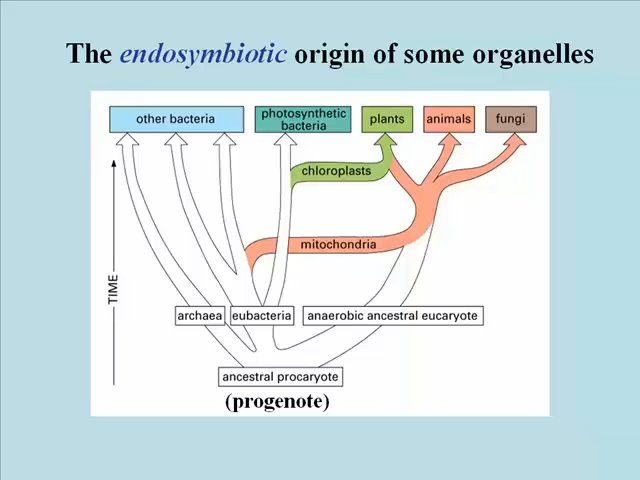 The endosymbiotic origin of some organelles
other bacteria
photosynthetic
bacteria
plants
animals
fungi
chloroplasts
mitochondria
TIME
archaea
eubacteria
anaerobic ancestral eucaryote
ancestral procaryote
(progenote)